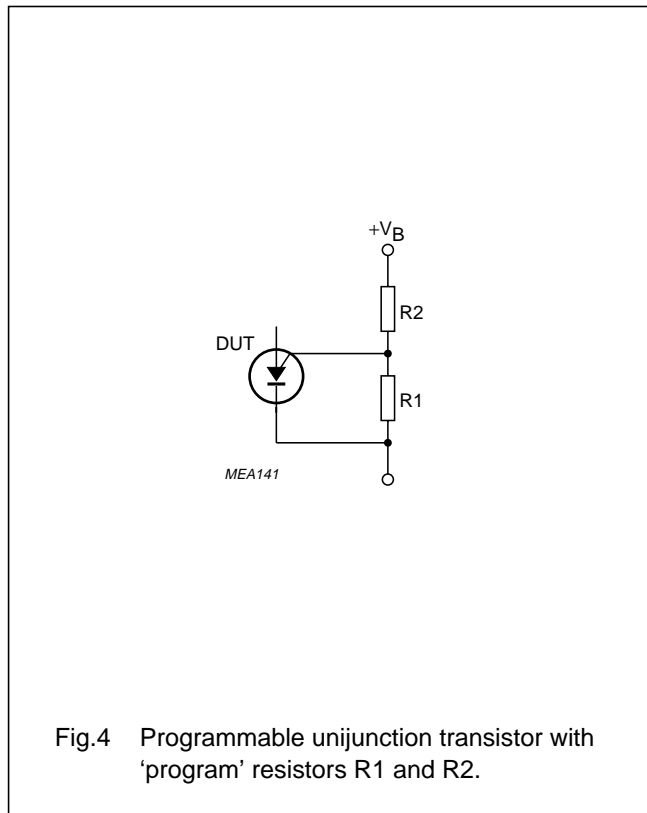 +VB
R2
DUT
R1
MEA141
Fig.4 Programmable unijunction transistor with
‘program’ resistors R1 and R2.